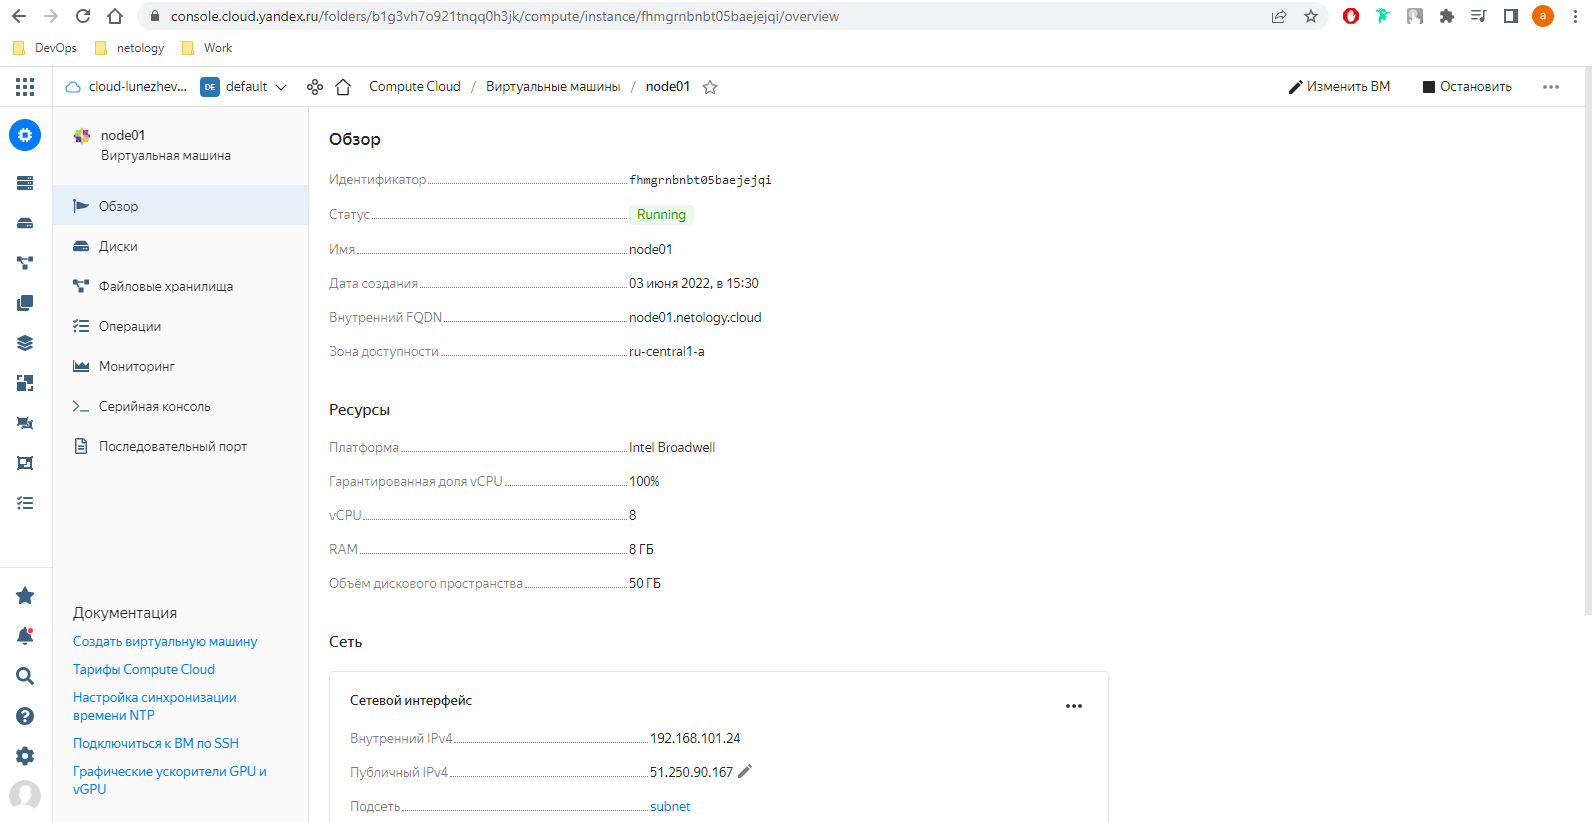 console.cloud.yandex.ru/folders/b1g3vh7o921tnqq0h3jk/compute/instance/fhmgrnbnbt05baejejqi/overview
a
DevOps
netology
Work
cloud-lunezhev...
DE
default
Compute Cloud / Виртуальные машины / node01
Изменить ВМ
Остановить
node01
Виртуальная машина
Обзор
Диски
Файловые хранилища
Операции
Мониторинг
Серийная консоль
Последовательный порт
Документация
Создать виртуальную машину
Тарифы Compute Cloud
Настройка синхронизации
времени NTP
Подключиться к ВМ по SSH
Графические ускорители GPU и
vGPU
Обзор
Идентификатор fhmgrnbnbt05baejejqi
Статус Running
Имя node01
Дата создания 03 июня 2022, в 15:30
Внутренний FQDN node01.netology.cloud
Зона доступности ru-central1-a
Ресурсы
Платформа Intel Broadwell
Гарантированная доля vCPU 100%
vCPU 8
RAM 8 ГБ
Объём дискового пространства 50 ГБ
Сеть
Сетевой интерфейс
Внутренний IPv4 192.168.101.24
Публичный IPv4 51.250.90.167
Подсеть subnet